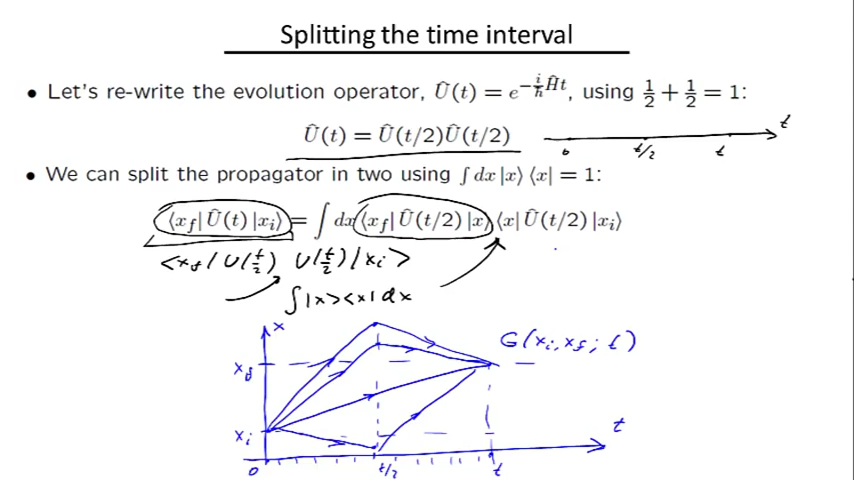 Splitting the time interval
• Let's re-write the evolution operator, Û(t) = e^{-i/ħ Ĥt}, using 1/2 + 1/2 = 1:
Û(t) = Û(t/2)Û(t/2)
0 t/2 t t
• We can split the propagator in two using ∫ dx |x⟩ ⟨x| = 1:
⟨x_f| Û(t) |x_i⟩ = ∫ dx⟨x_f| Û(t/2) |x⟩ ⟨x| Û(t/2) |x_i⟩
<x_f | U(t/2) U(t/2) | x_i>
∫ |x> <x| dx
x
G(x_i, x_f; t)
x_f
x_i
t
0 t/2 t